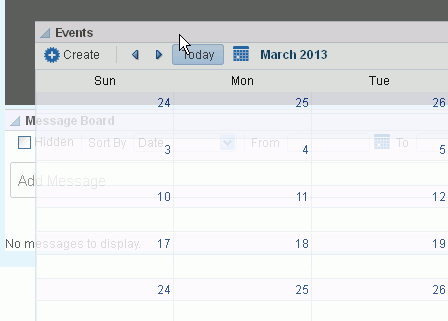 Events
Create Today March 2013
Sun Mon Tue
24 25 26
Message Board
Hidden Sort By Date From To
3 4 5
Add Message
10 11 12
No messages to display. 17 18 19
24 25 26